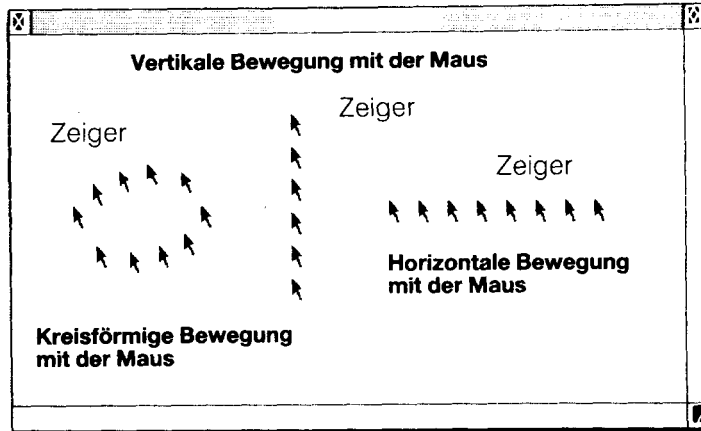 Vertikale Bewegung mit der Maus
Zeiger
Zeiger
Zeiger
Horizontale Bewegung
mit der Maus
Kreisförmige Bewegung
mit der Maus